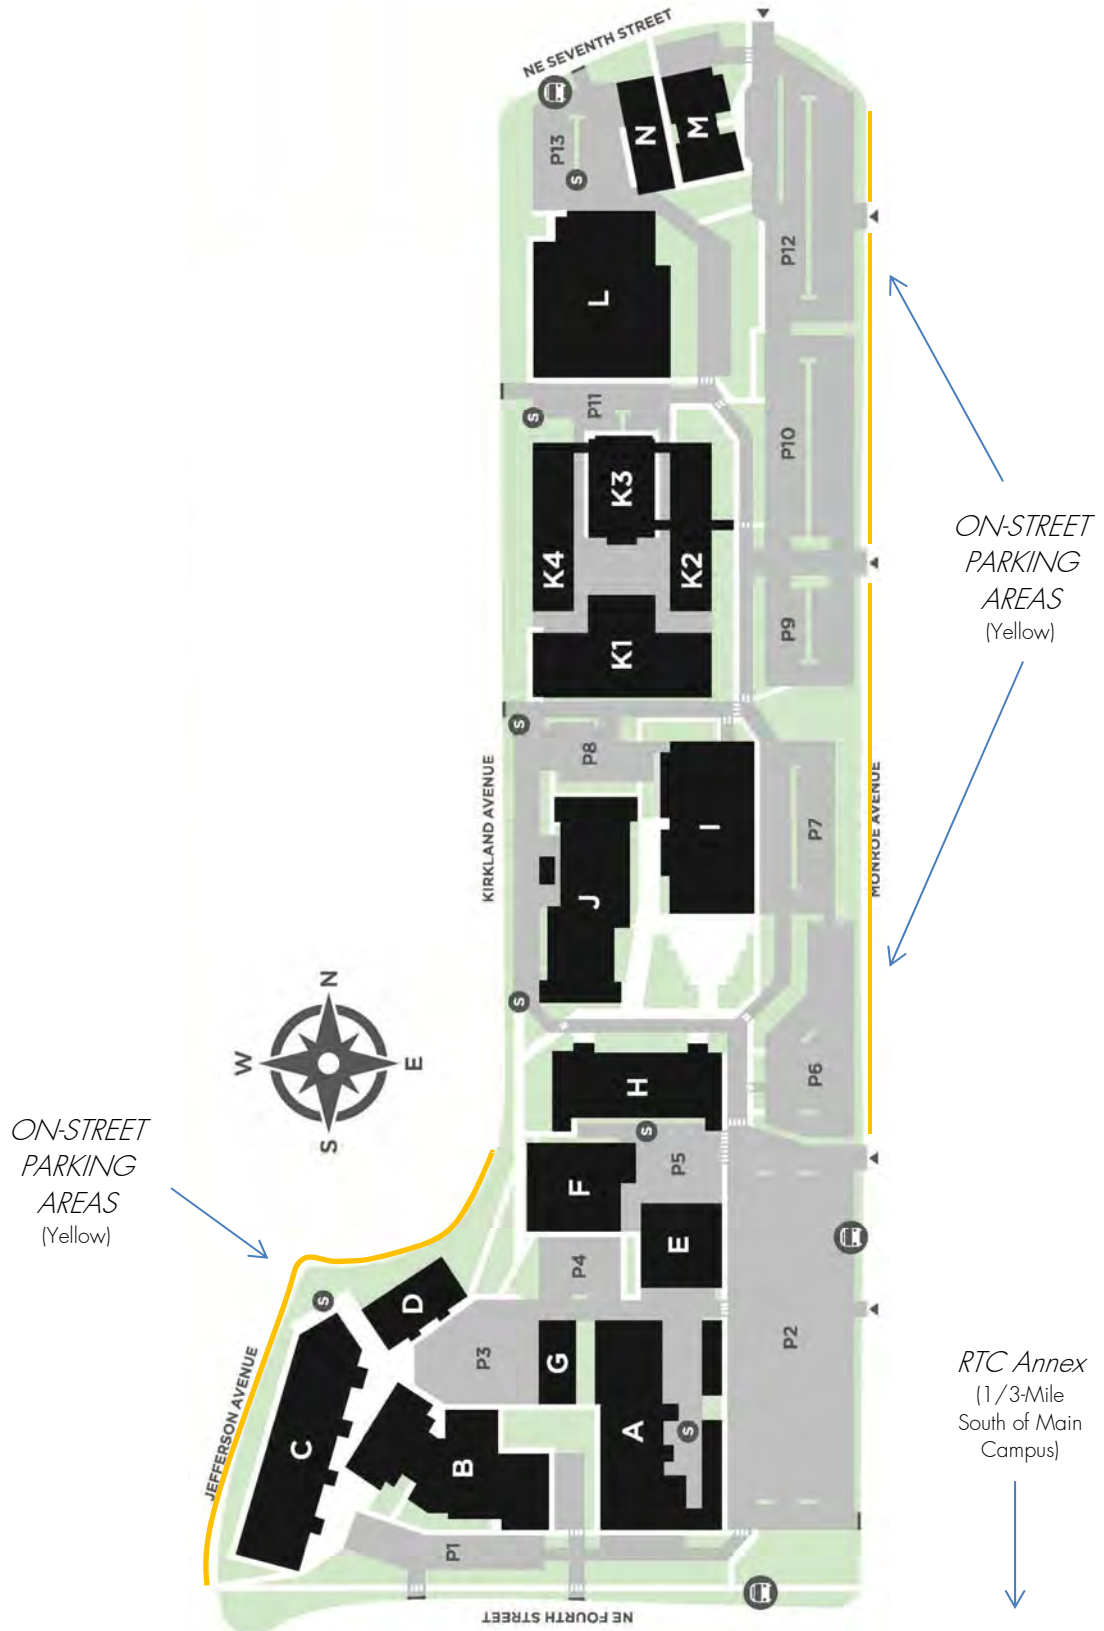 NE SEVENTH STREET
N
M
P13
S
P12
L
P11
S
P10
K3
K4
K2
ON-STREET
PARKING
AREAS
(Yellow)
P9
K1
S
P8
KIRKLAND AVENUE
MONROE AVENUE
I
P7
J
S
N
W
E
S
H
P6
ON-STREET
PARKING
AREAS
(Yellow)
S
P5
F
E
P4
S
D
P3
G
P2
JEFFERSON AVENUE
RTC Annex
(1/3-Mile
South of Main
Campus)
A
S
C
B
P1
NE FOURTH STREET